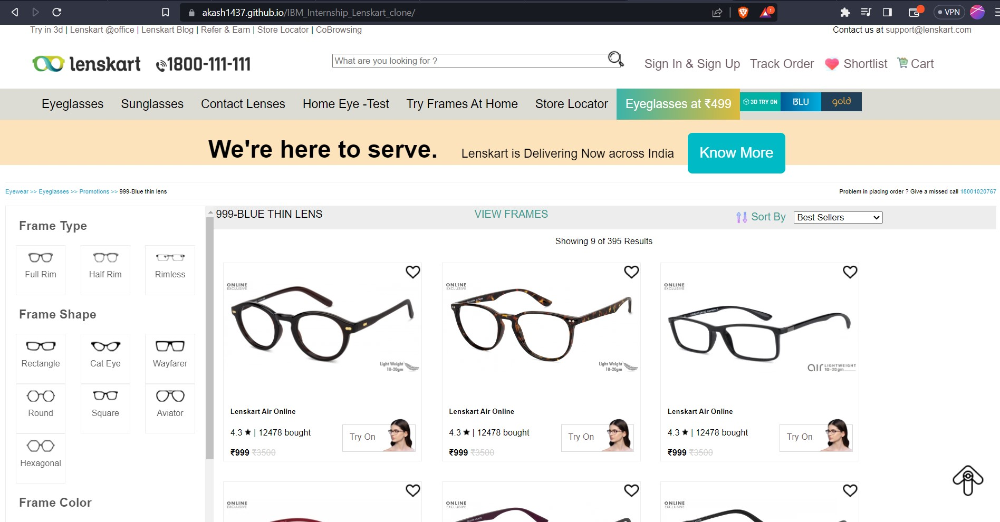 akash1437.github.io/IBM_Internship_Lenskart_clone/
1
VPN
Try in 3d | Lenskart @office | Lenskart Blog | Refer & Earn | Store Locator | CoBrowsing
Contact us at support@lenskart.com
lenskart
1800-111-111
What are you looking for ?
Sign In & Sign Up
Track Order
Shortlist
Cart
Eyeglasses
Sunglasses
Contact Lenses
Home Eye -Test
Try Frames At Home
Store Locator
Eyeglasses at ₹499
3D TRY ON
BLU
gold
We're here to serve.
Lenskart is Delivering Now across India
Know More
Eyewear >> Eyeglasses >> Promotions >> 999-Blue thin lens
Problem in placing order ? Give a missed call 18001020767
Frame Type
Full Rim
Half Rim
Rimless
Frame Shape
Rectangle
Cat Eye
Wayfarer
Round
Square
Aviator
Hexagonal
Frame Color
999-BLUE THIN LENS
VIEW FRAMES
Sort By
Best Sellers
Showing 9 of 395 Results
ONLINE
EXCLUSIVE
Light Weight
10-20gm
Lenskart Air Online
4.3 ★ | 12478 bought
Try On
₹999 ₹3500
ONLINE
EXCLUSIVE
Light Weight
10-20gm
Lenskart Air Online
4.3 ★ | 12478 bought
Try On
₹999 ₹3500
ONLINE
EXCLUSIVE
air LIGHTWEIGHT
10-20 gm
Lenskart Air Online
4.3 ★ | 12478 bought
Try On
₹999 ₹3500
ONLINE
EXCLUSIVE
ONLINE
EXCLUSIVE
ONLINE
EXCLUSIVE